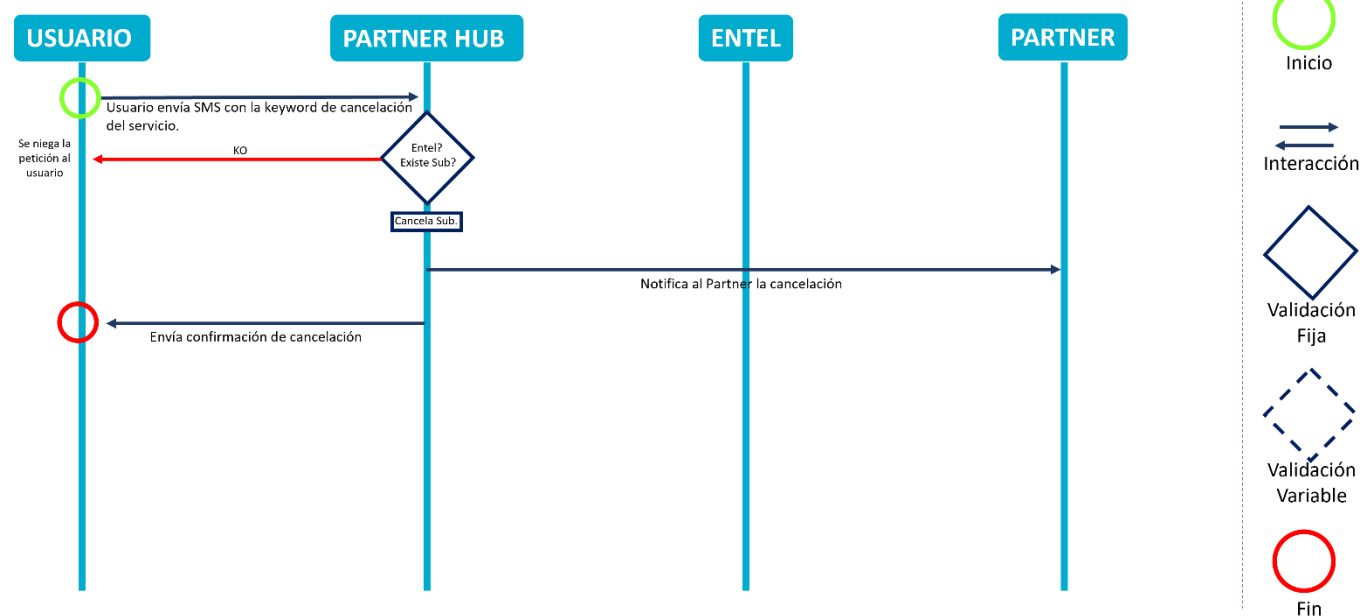 USUARIO
PARTNER HUB
ENTEL
PARTNER
Usuario envía SMS con la keyword de cancelación
del servicio.
Se niega la
petición al
usuario
KO
Entel?
Existe Sub?
Cancela Sub.
Notifica al Partner la cancelación
Envía confirmación de cancelación
Inicio
Interacción
Validación
Fija
Validación
Variable
Fin